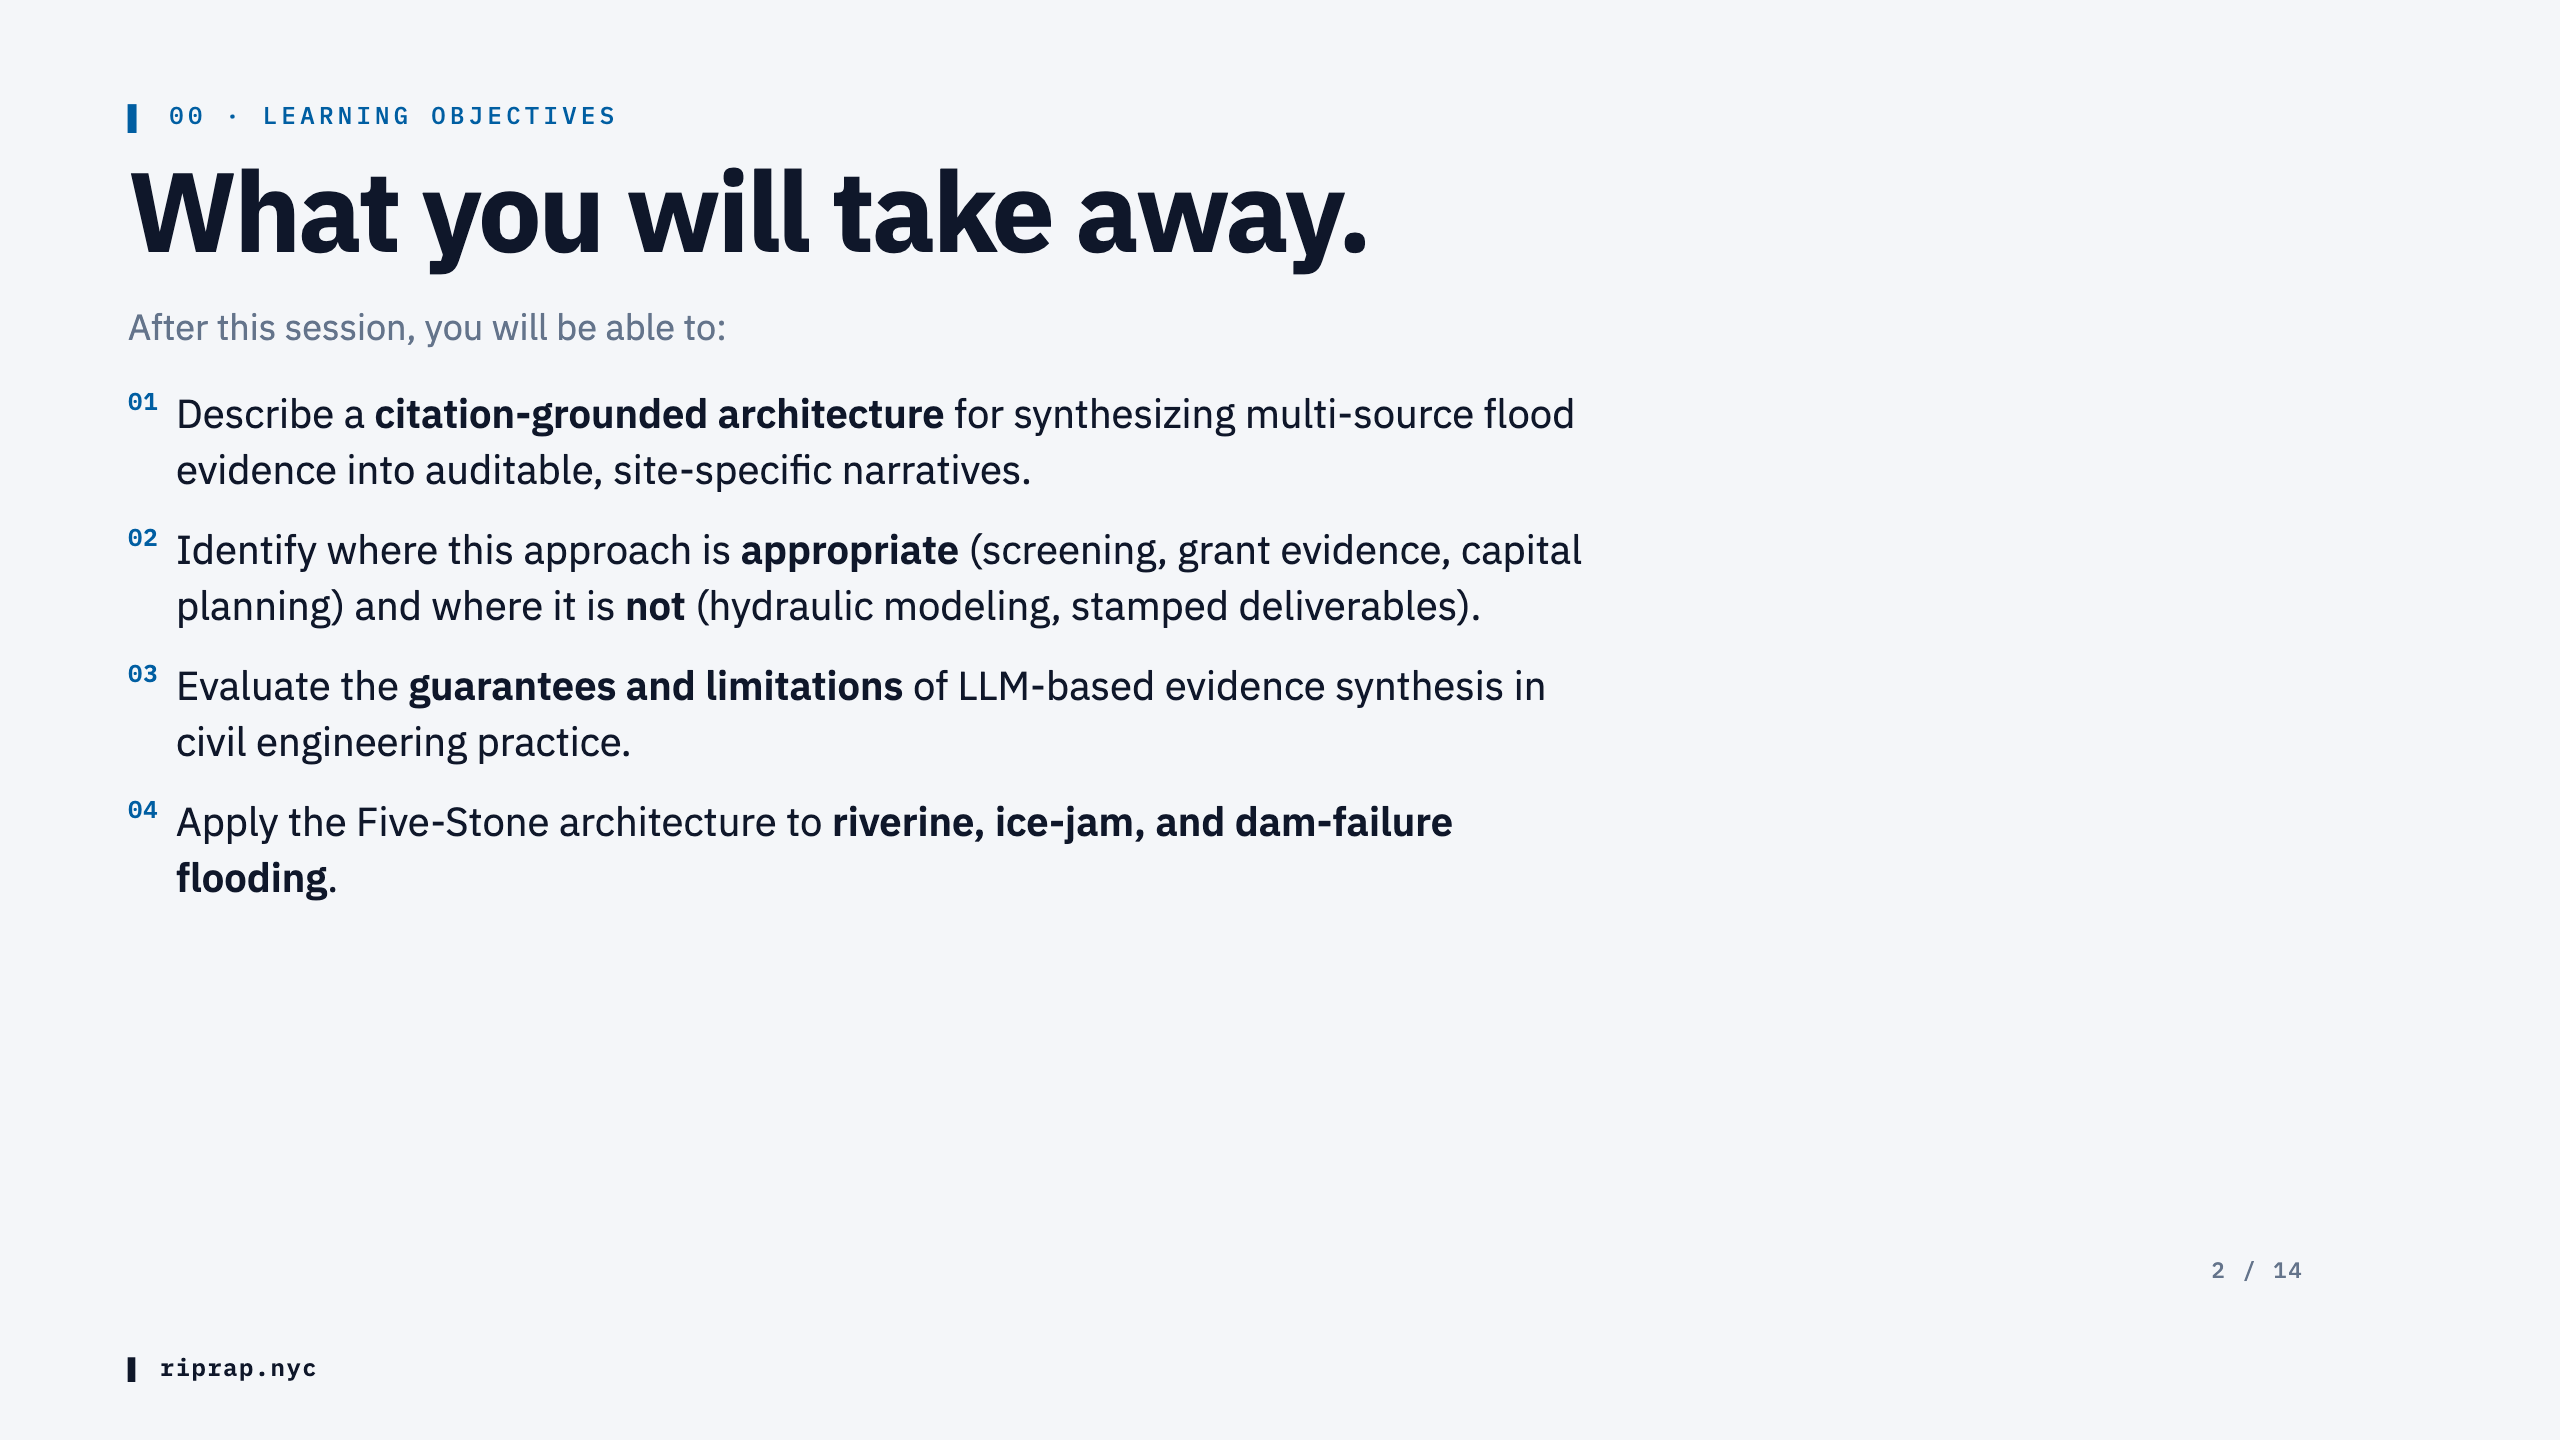 00 · LEARNING OBJECTIVES
What you will take away.
After this session, you will be able to:
01 Describe a citation-grounded architecture for synthesizing multi-source flood
evidence into auditable, site-specific narratives.
02 Identify where this approach is appropriate (screening, grant evidence, capital
planning) and where it is not (hydraulic modeling, stamped deliverables).
03 Evaluate the guarantees and limitations of LLM-based evidence synthesis in
civil engineering practice.
04 Apply the Five-Stone architecture to riverine, ice-jam, and dam-failure
flooding.
2 / 14
riprap.nyc